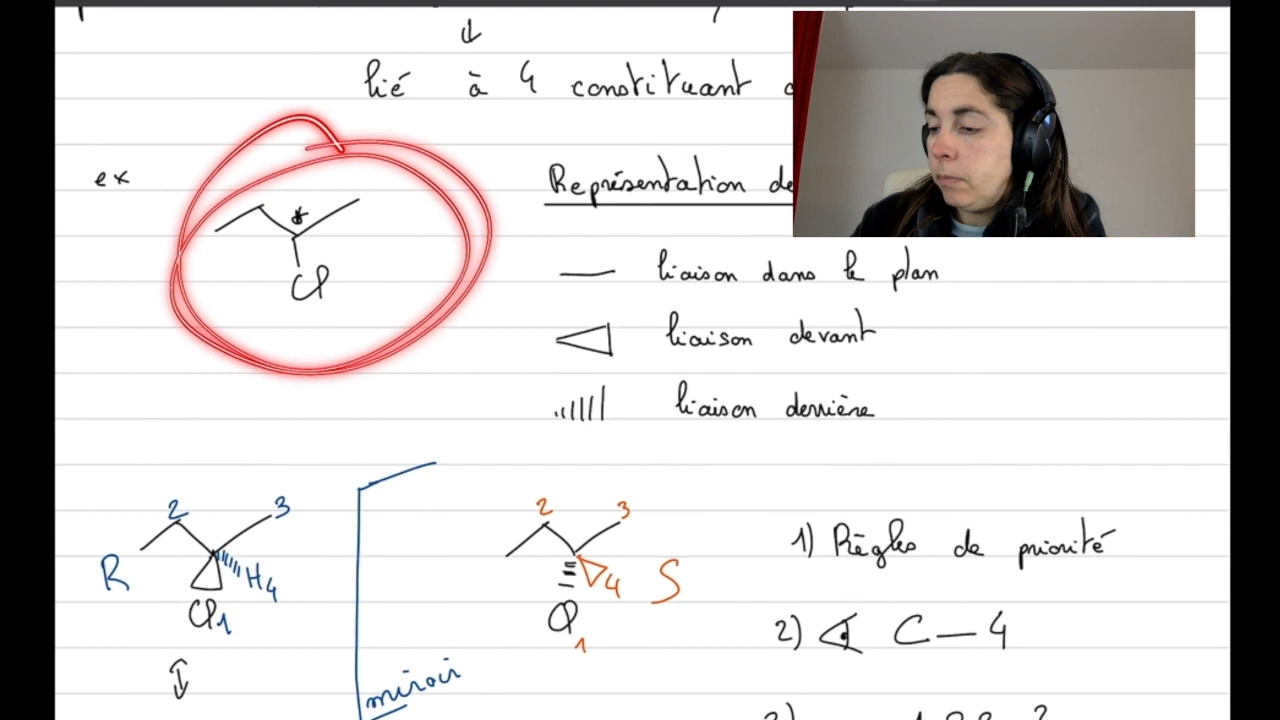 lié à 4 constituant
ex
*
Cl
Représentation de
liaison dans le plan
liaison devant
liaison derrière
2 3
R
H4
Cl1
miroir
2 3
4 S
Cl
1
1) Règles de priorité
2) C — 4